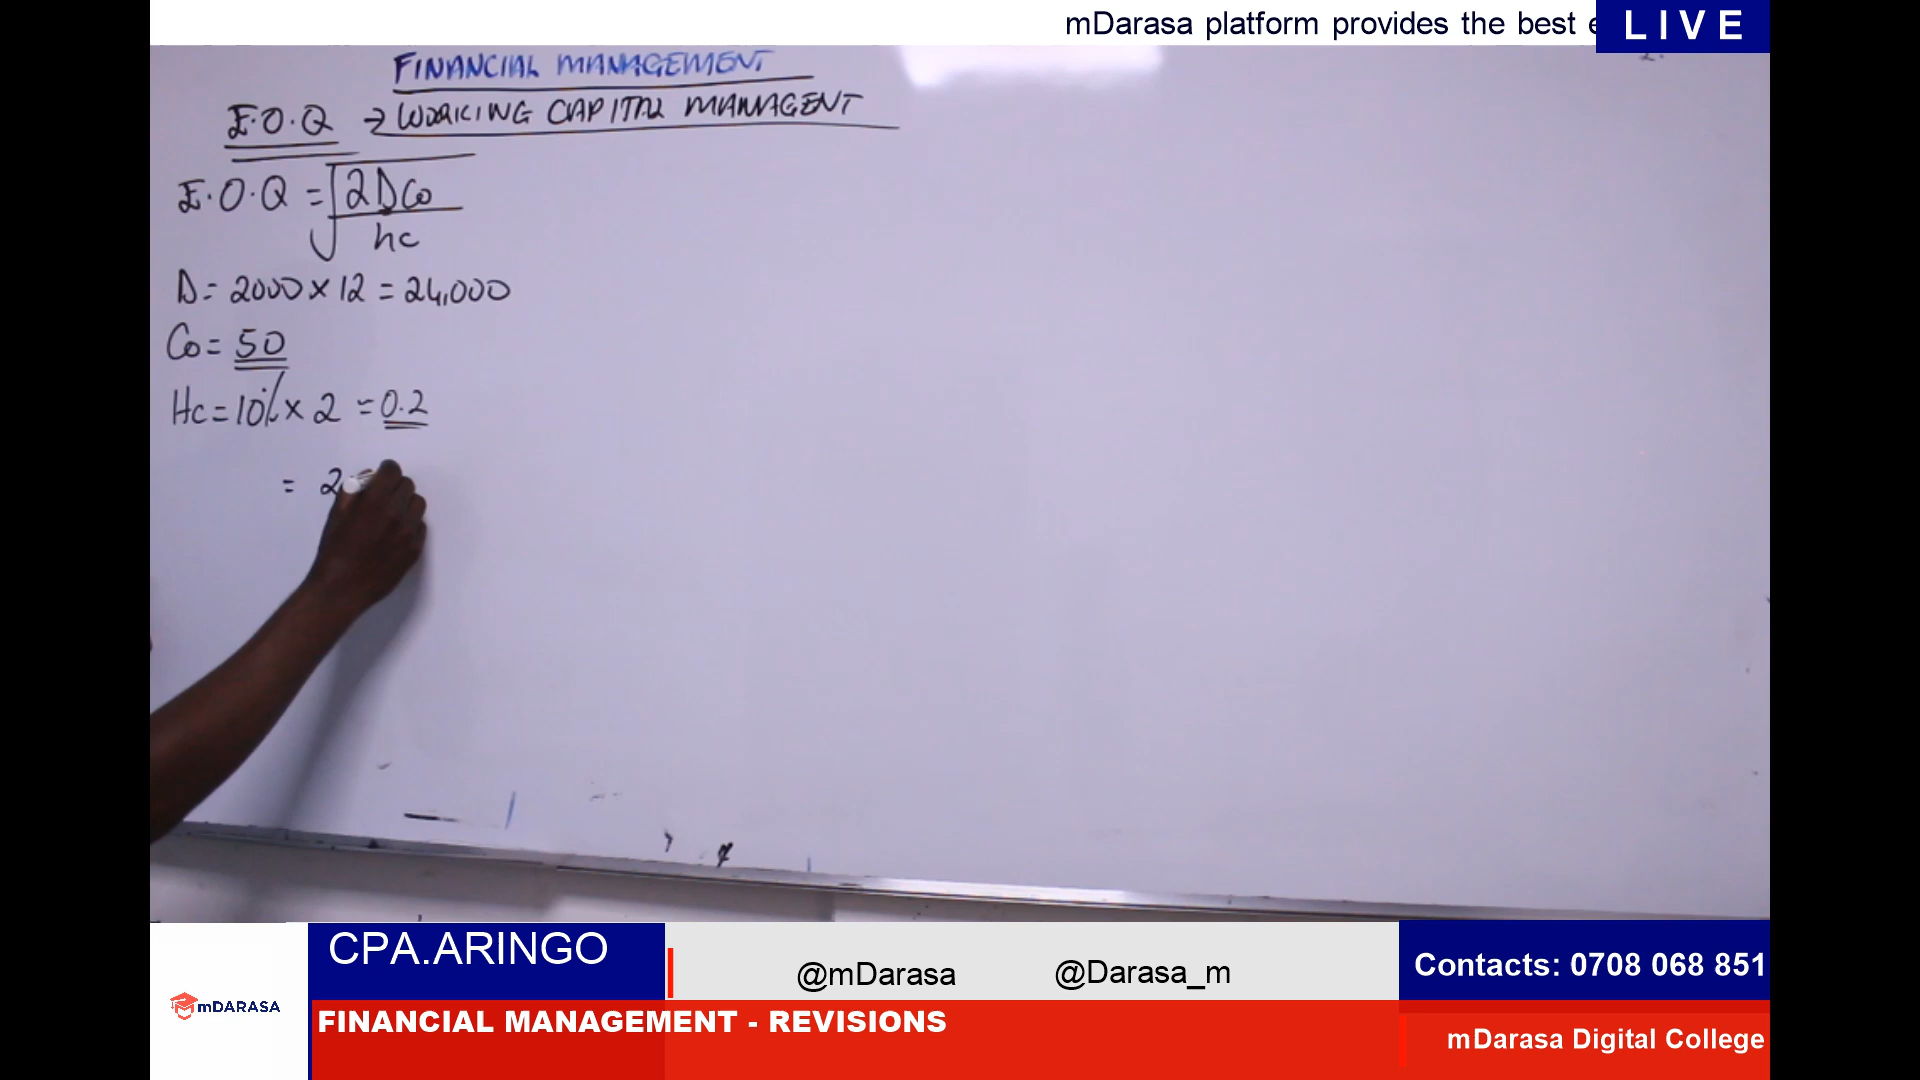 mDarasa platform provides the best e
LIVE
FINANCIAL MANAGEMENT
E.O.Q → WORKING CAPITAL MANAGENT
E.O.Q = √2DCo
hc
D = 2000 × 12 = 24,000
Co = 50
Hc = 10% × 2 = 0.2
= 2
CPA.ARINGO
@mDarasa
@Darasa_m
Contacts: 0708 068 851
mDARASA
FINANCIAL MANAGEMENT - REVISIONS
mDarasa Digital College